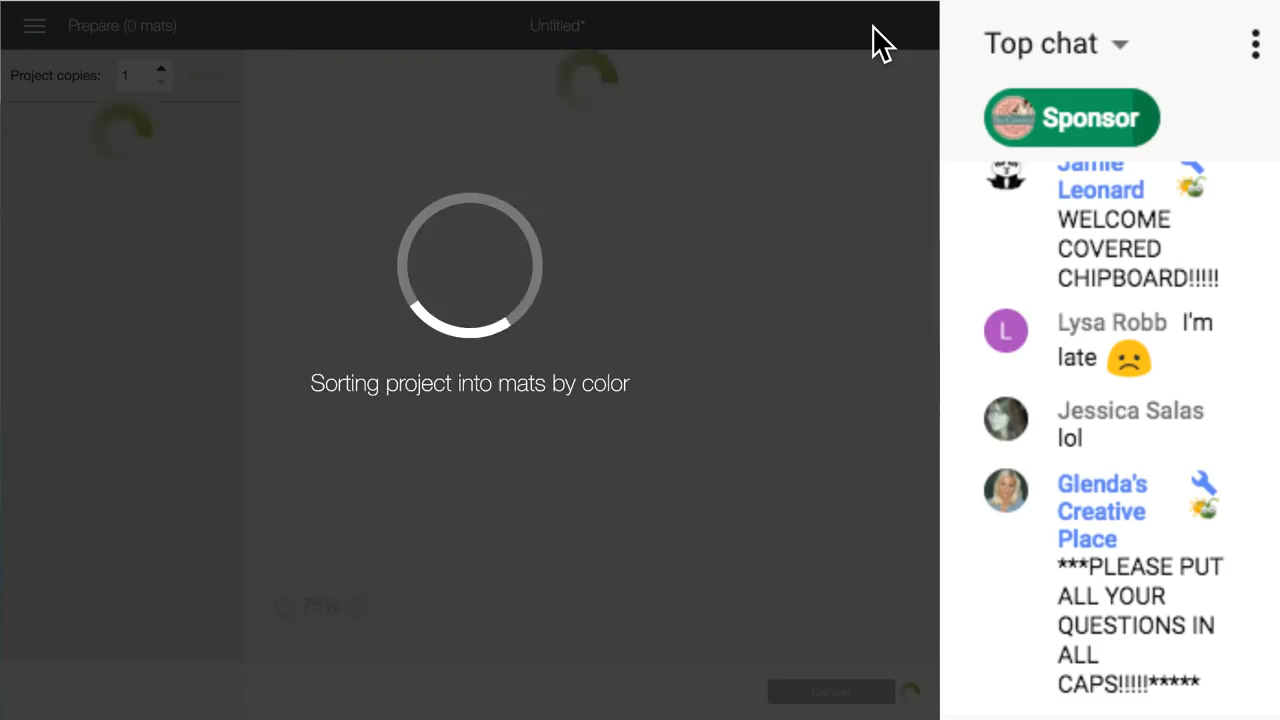 Prepare (0 mats)
Untitled*
Project copies: 1
Sorting project into mats by color
75%
Cancel
Top chat
Sponsor
Jamie
Leonard
WELCOME
COVERED
CHIPBOARD!!!!!
L
Lysa Robb I'm
late
Jessica Salas
lol
Glenda's
Creative
Place
***PLEASE PUT
ALL YOUR
QUESTIONS IN
ALL
CAPS!!!!!*****